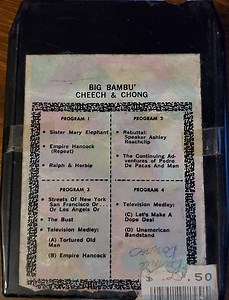 BIG BAMBU'
CHEECH & CHONG
PROGRAM 1
• Sister Mary Elephant
• Empire Hancock
(Repeat)
• Ralph & Herbie
PROGRAM 2
• Rebuttal:
Speaker Ashley
Roachclip
• The Continuing Ad-
ventures of Pedro
De Pacas And Man
PROGRAM 3
• Streets Of New York
San Francisco Or...
Or Los Angeles Or
• The Bust
• Television Medley:
(A) Tortured Old
Man
(B) Empire Hancock
PROGRAM 4
• Television Medley:
(C) Let's Make A
Dope Deal
(D) Unamerican
Bandstand
$ .50